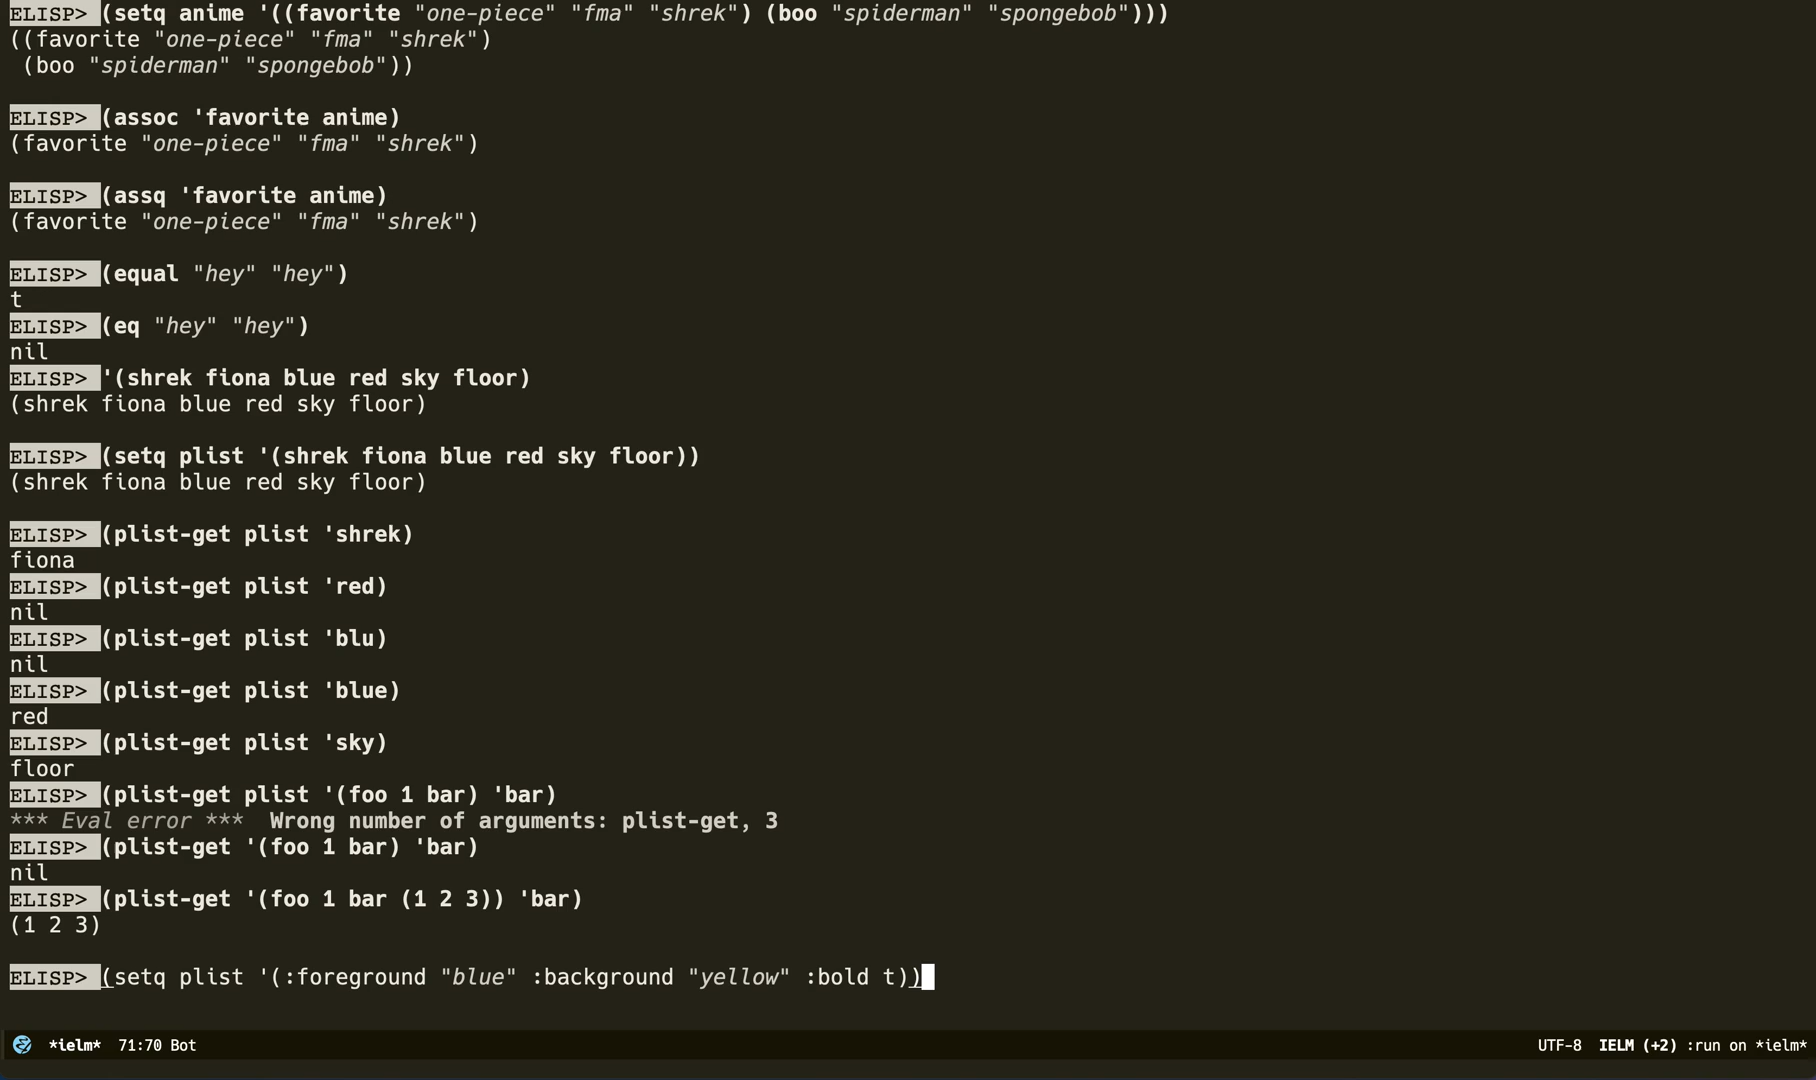 ELISP> (setq anime '((favorite "one-piece" "fma" "shrek") (boo "spiderman" "spongebob")))
((favorite "one-piece" "fma" "shrek")
 (boo "spiderman" "spongebob"))
ELISP> (assoc 'favorite anime)
(favorite "one-piece" "fma" "shrek")
ELISP> (assq 'favorite anime)
(favorite "one-piece" "fma" "shrek")
ELISP> (equal "hey" "hey")
t
ELISP> (eq "hey" "hey")
nil
ELISP> '(shrek fiona blue red sky floor)
(shrek fiona blue red sky floor)
ELISP> (setq plist '(shrek fiona blue red sky floor))
(shrek fiona blue red sky floor)
ELISP> (plist-get plist 'shrek)
fiona
ELISP> (plist-get plist 'red)
nil
ELISP> (plist-get plist 'blu)
nil
ELISP> (plist-get plist 'blue)
red
ELISP> (plist-get plist 'sky)
floor
ELISP> (plist-get plist '(foo 1 bar) 'bar)
*** Eval error ***  Wrong number of arguments: plist-get, 3
ELISP> (plist-get '(foo 1 bar) 'bar)
nil
ELISP> (plist-get '(foo 1 bar (1 2 3)) 'bar)
(1 2 3)
ELISP> (setq plist '(:foreground "blue" :background "yellow" :bold t))
*ielm*  71:70 Bot UTF-8  IELM (+2) :run on *ielm*